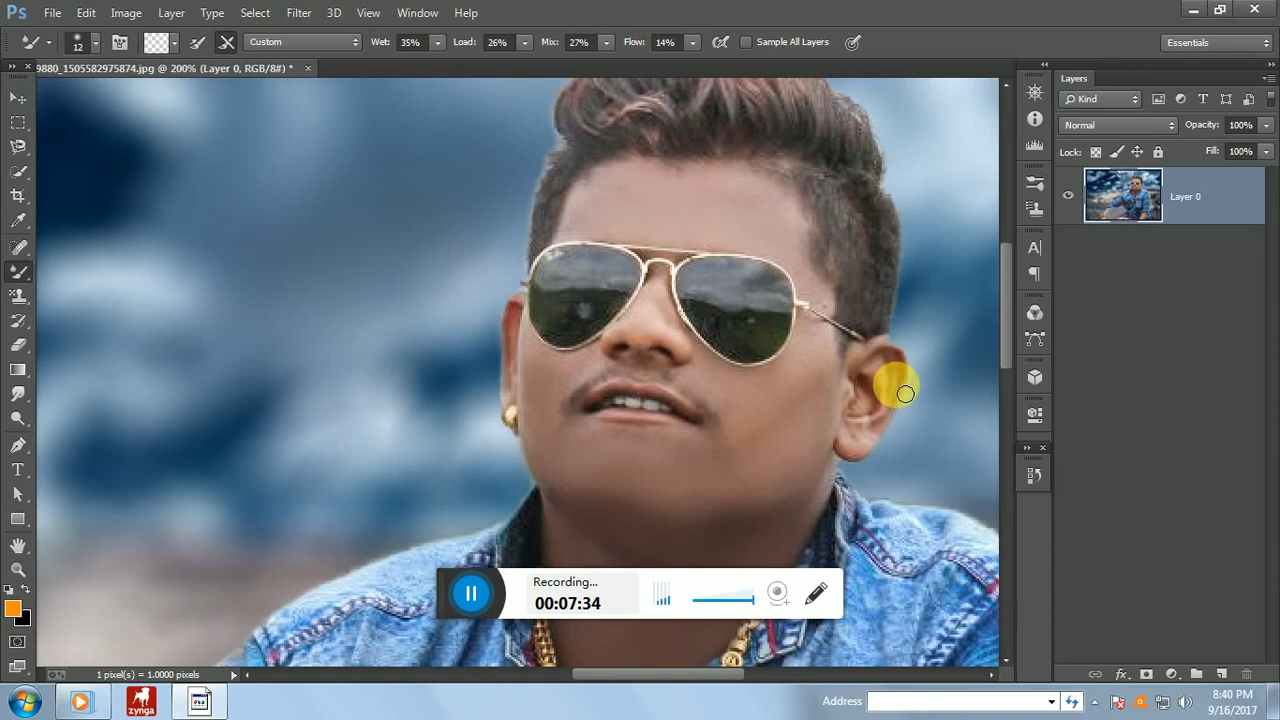 Ps File Edit Image Layer Type Select Filter 3D View Window Help
12 Custom Wet: 35% Load: 26% Mix: 27% Flow: 14% Sample All Layers Essentials
9880_1505582975874.jpg @ 200% (Layer 0, RGB/8#) * ×
Layers
Kind
Normal Opacity: 100%
Lock: Fill: 100%
Layer 0
Recording...
00:07:34
1 pixel(s) = 1.0000 pixels
zynga
Address
8:40 PM
9/16/2017